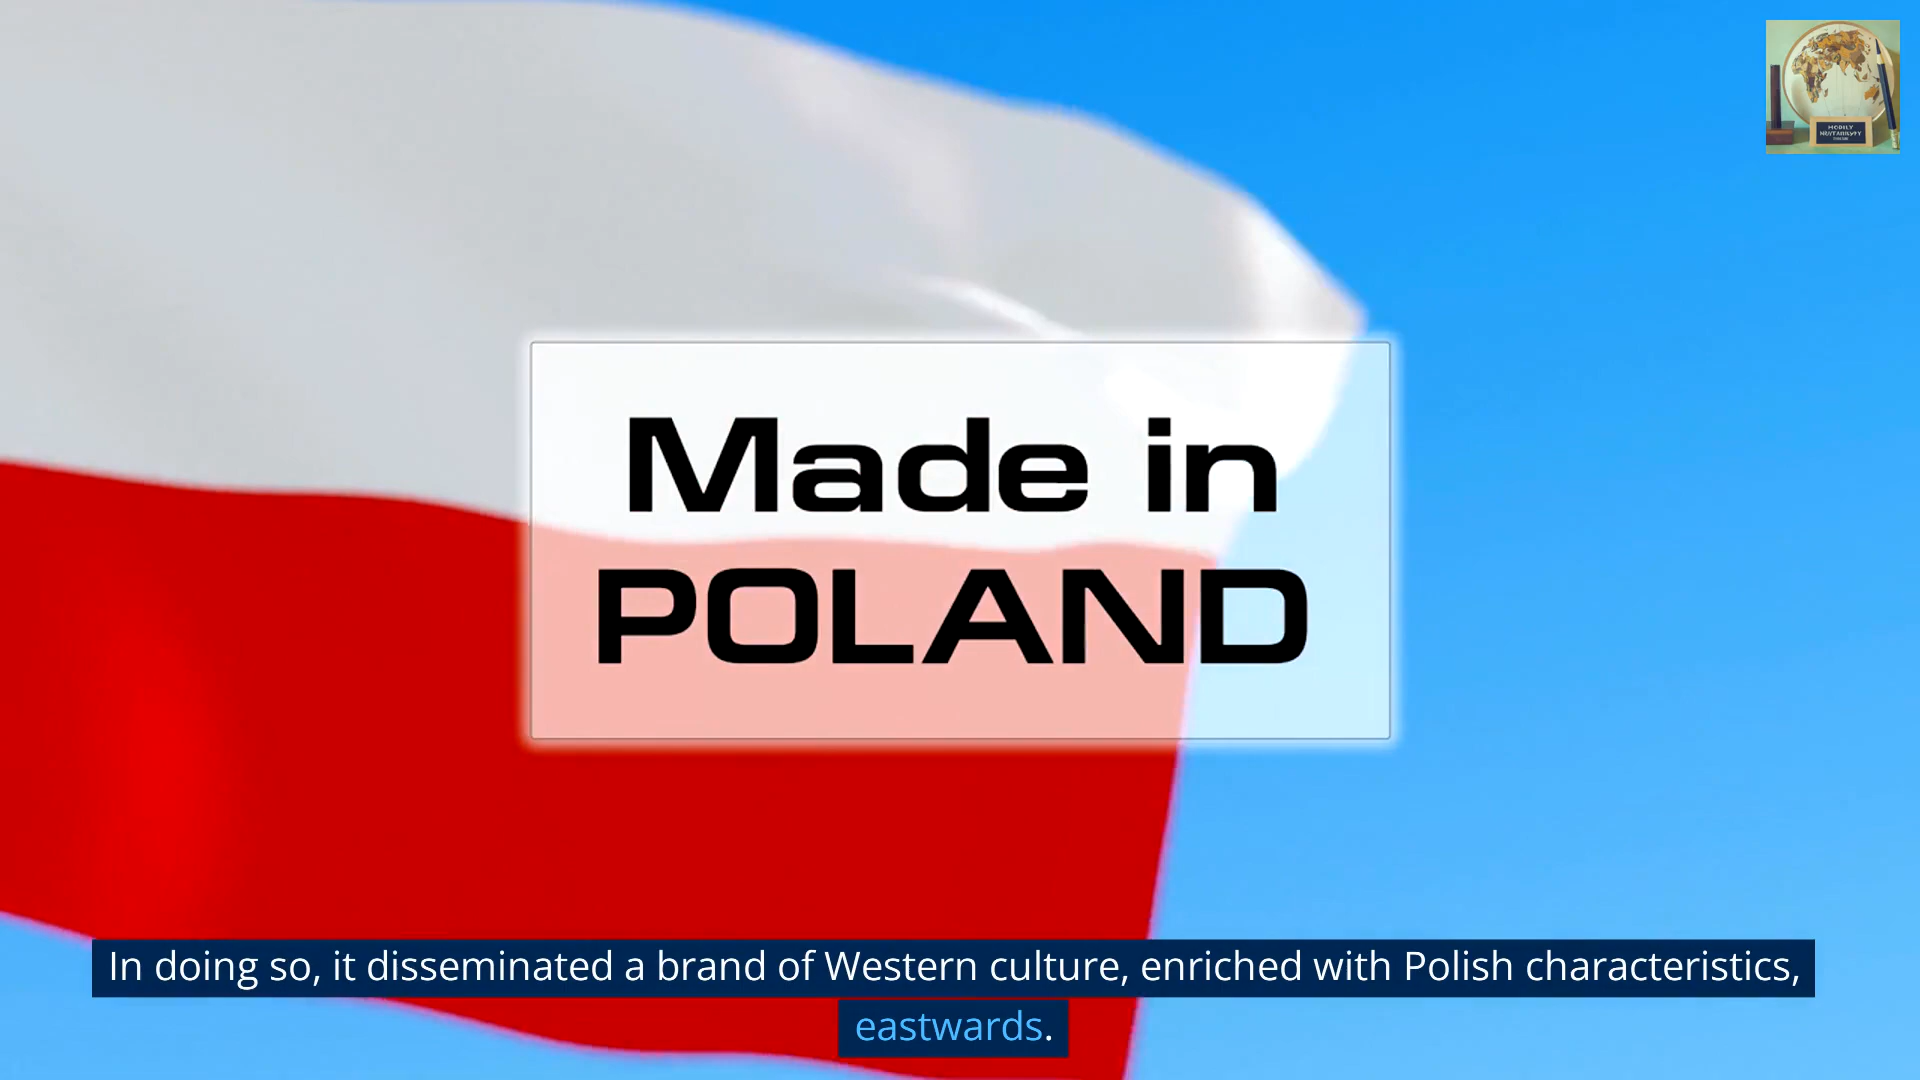 Made in
POLAND
In doing so, it disseminated a brand of Western culture, enriched with Polish characteristics,
eastwards.